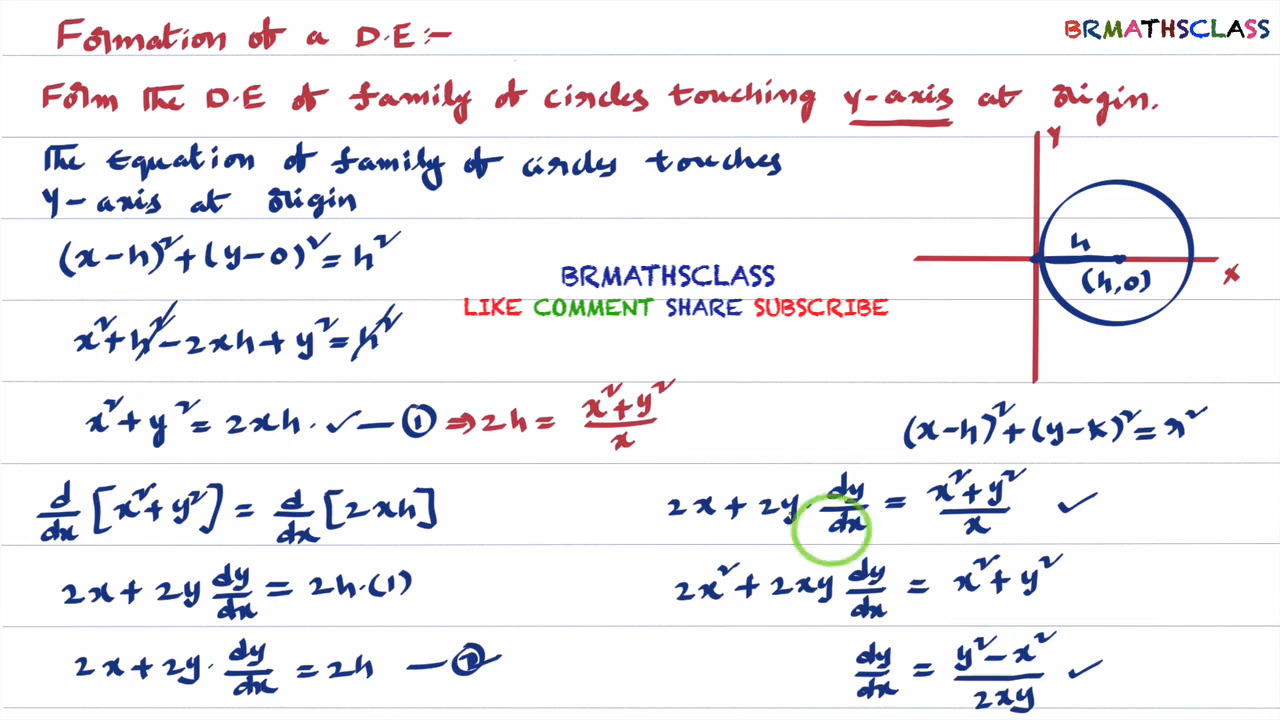 Formation of a D.E :-
BRMATHSCLASS
Form The D.E of family of circles touching y-axis at origin.
The Equation of family of circles touches
y-axis at origin
(x-h)²+(y-0)²=h²
x²+h²-2xh+y²=h²
x²+y²=2xh. ✓ — ① ⇒2h= (x²+y²)/x
d/dx [x²+y²] = d/dx [2xh]
2x+2y dy/dx = 2h.(1)
2x+2y. dy/dx = 2h — ②
BRMATHSCLASS
LIKE COMMENT SHARE SUBSCRIBE
Y
h
(h,0)
X
(x-h)²+(y-k)²=r²
2x+2y. dy/dx = (x²+y²)/x ✓
2x²+2xy dy/dx = x²+y²
dy/dx = (y²-x²)/2xy ✓